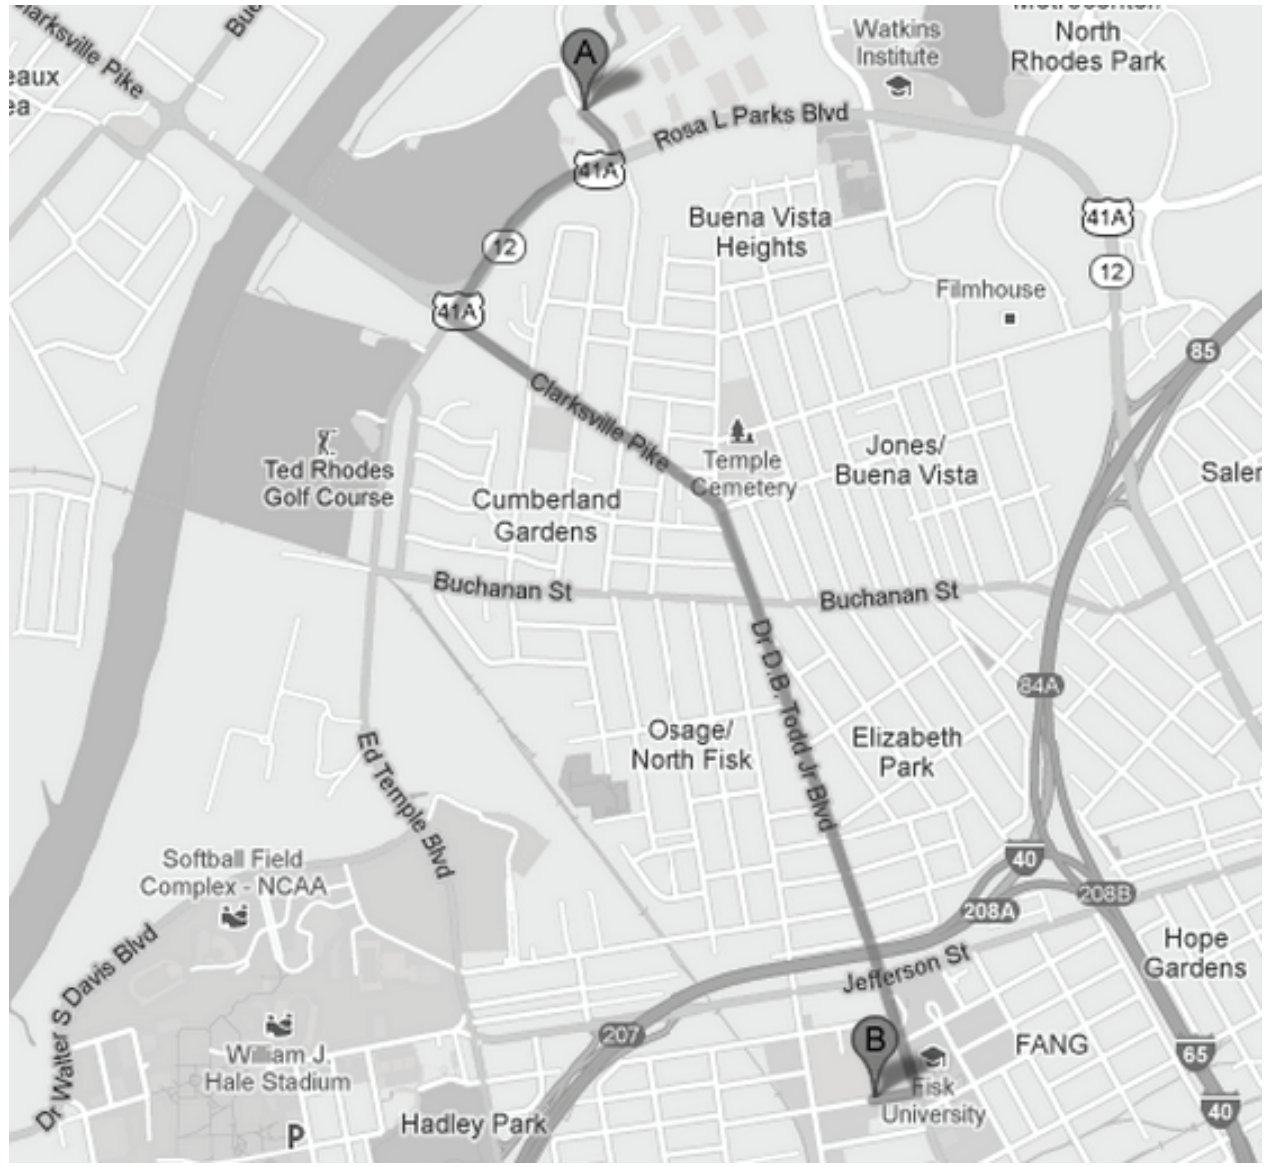 Clarksville Pike
A
Watkins
Institute
North
Rhodes Park
Rosa L Parks Blvd
41A
Buena Vista
Heights
41A
12
12
Filmhouse
41A
85
Clarksville Pike
Ted Rhodes
Golf Course
Temple
Cemetery
Jones/
Buena Vista
Cumberland
Gardens
Buchanan St
Buchanan St
Dr D.B. Todd Jr Blvd
84A
Osage/
North Fisk
Elizabeth
Park
Ed Temple Blvd
Softball Field
Complex - NCAA
40
208A
208B
Dr Walter S Davis Blvd
Hope
Gardens
Jefferson St
207
B
William J.
Hale Stadium
FANG
65
Fisk
University
40
Hadley Park
P